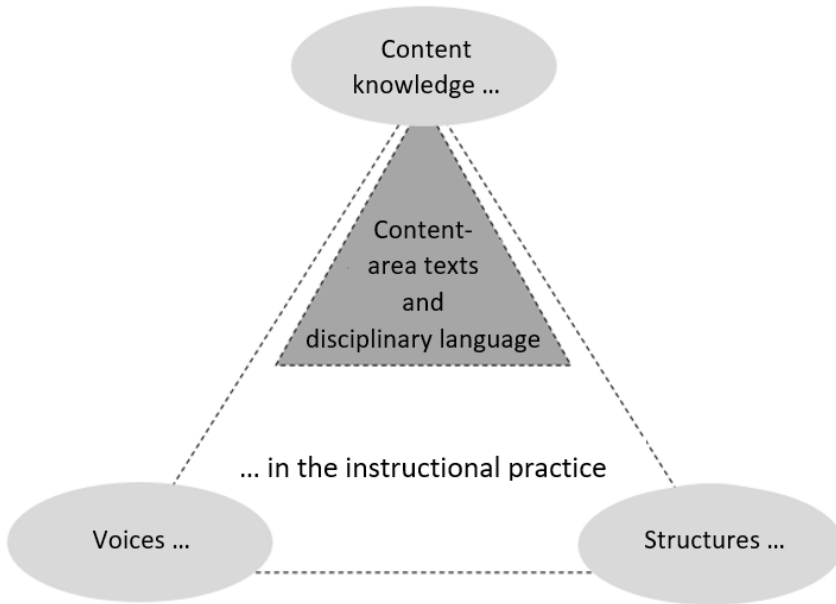 Content
knowledge …
Content-
area texts
and
disciplinary language
… in the instructional practice
Voices …
Structures …